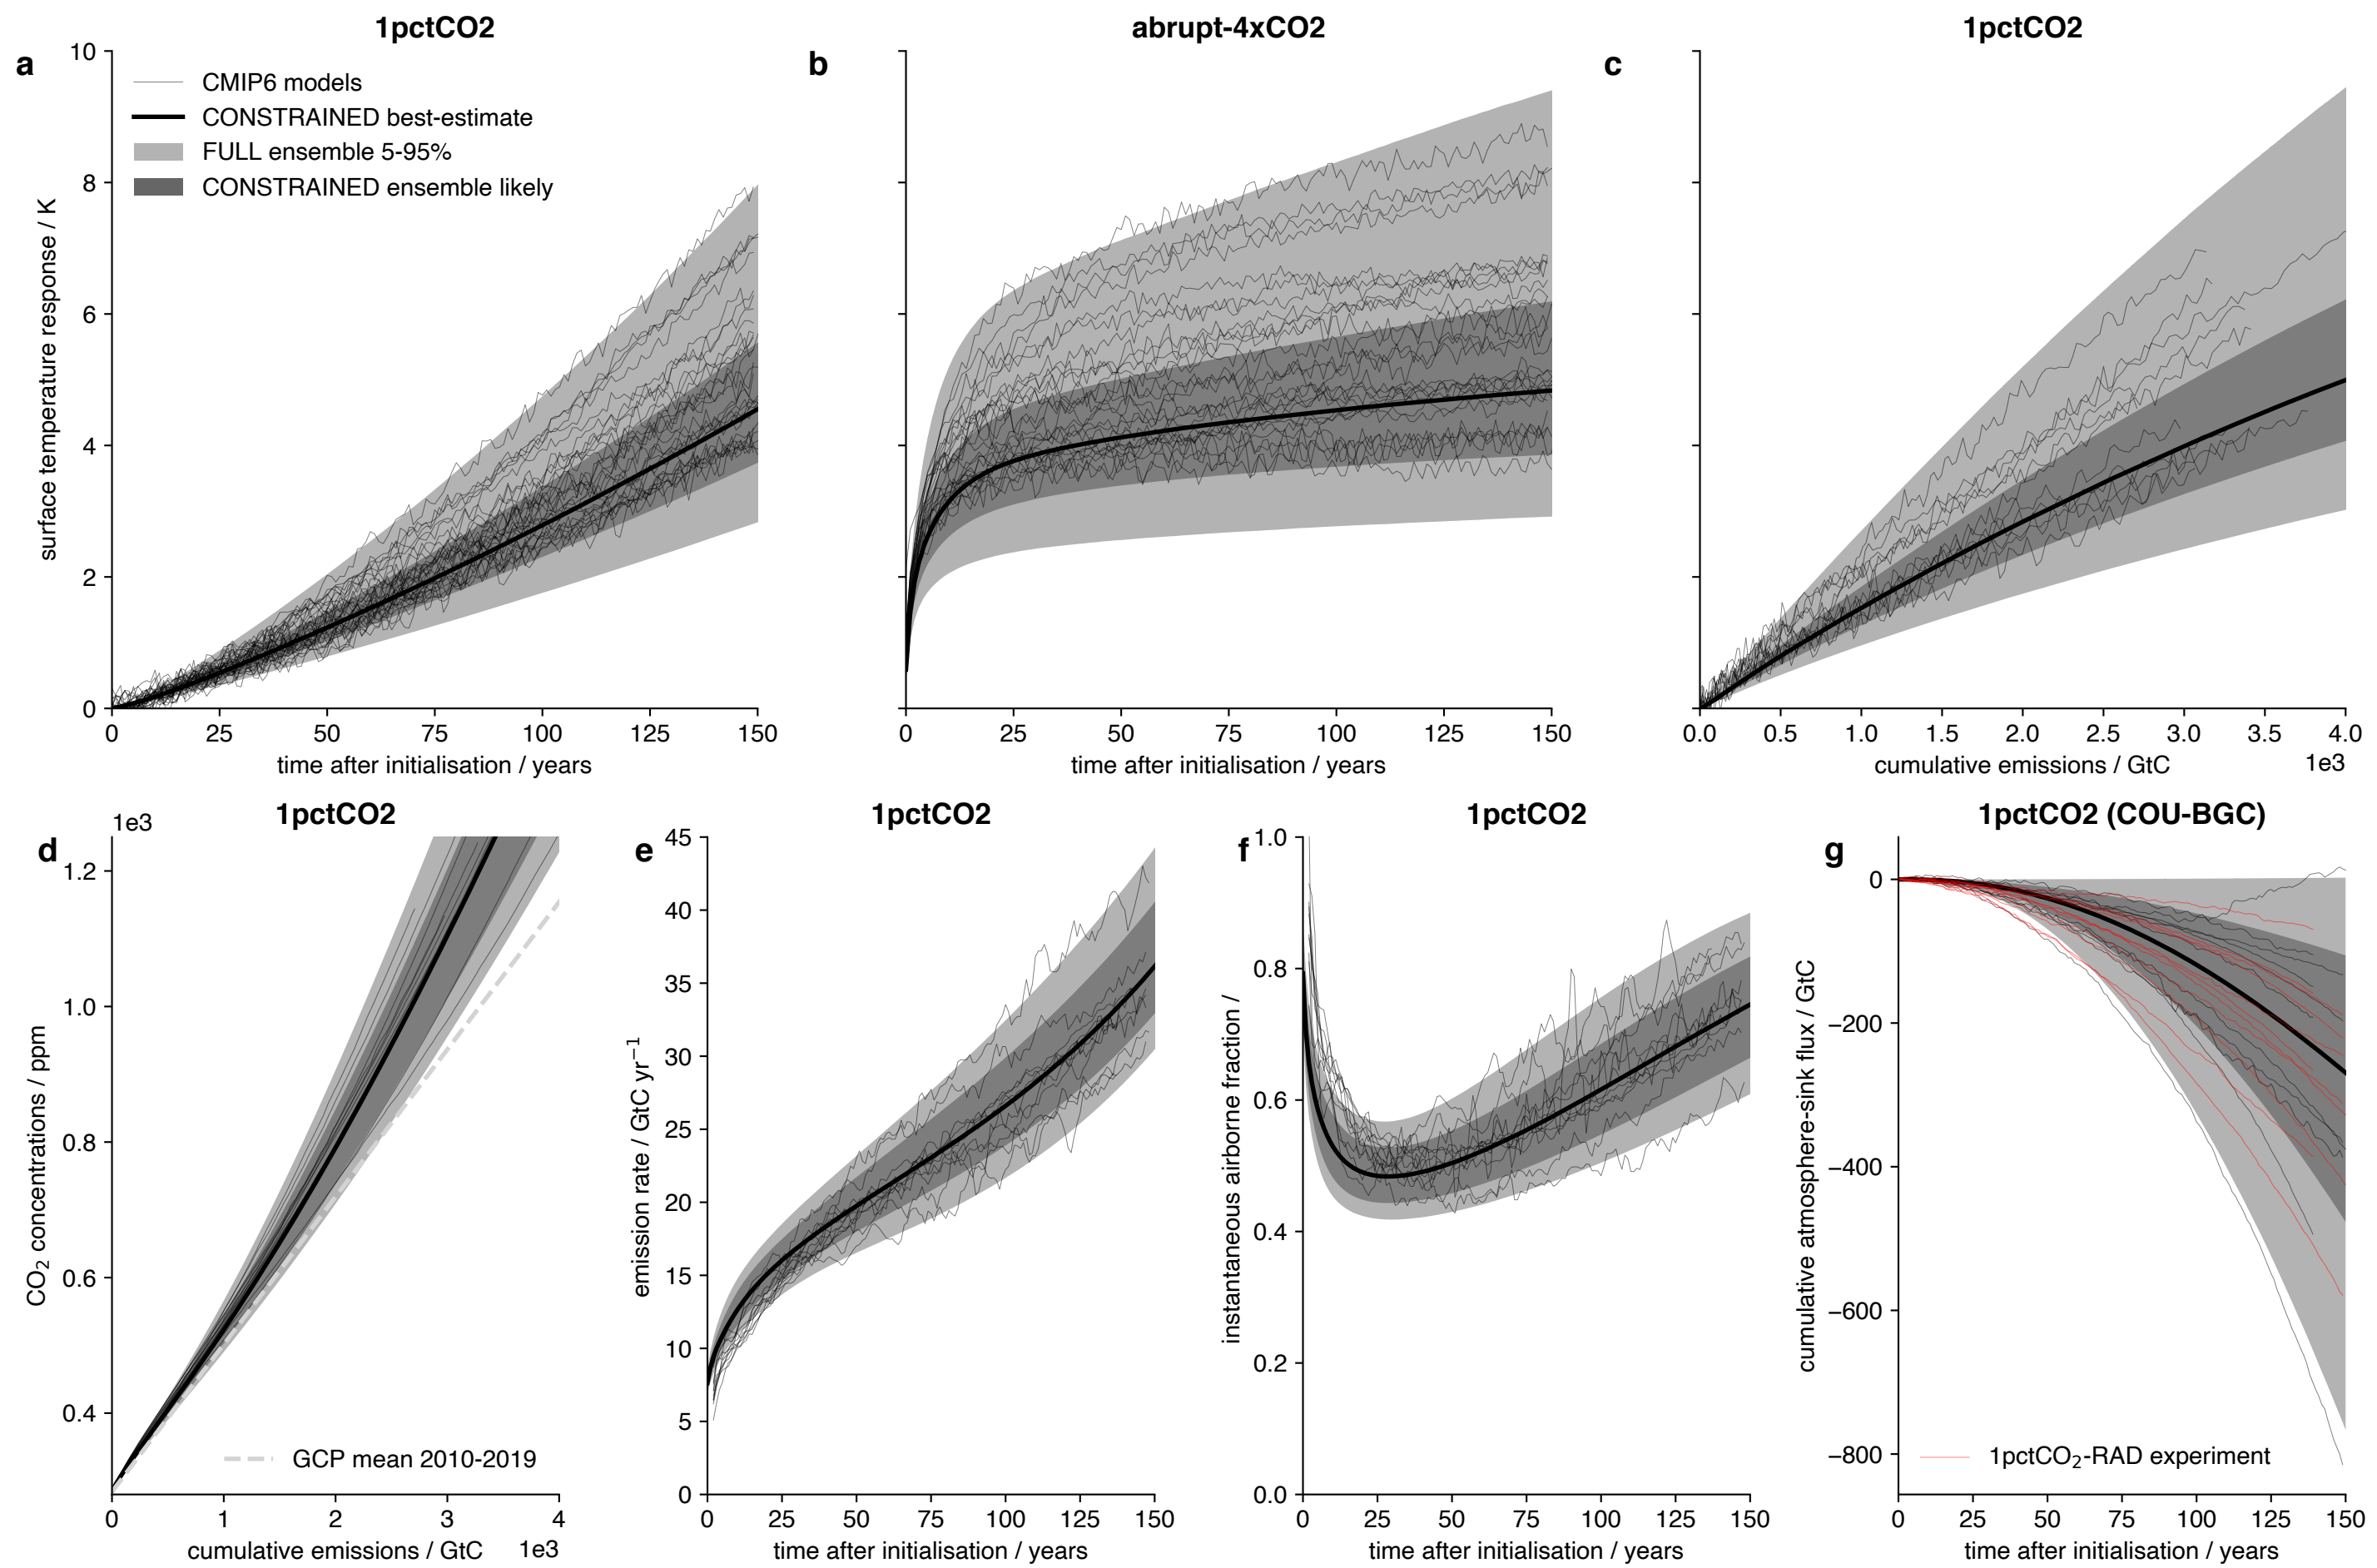 1pctCO2
a
10
8
6
4
2
0
surface temperature response / K
CMIP6 models
CONSTRAINED best-estimate
FULL ensemble 5-95%
CONSTRAINED ensemble likely
0 25 50 75 100 125 150
time after initialisation / years
abrupt-4xCO2
b
0 25 50 75 100 125 150
time after initialisation / years
1pctCO2
c
0.0 0.5 1.0 1.5 2.0 2.5 3.0 3.5 4.0
cumulative emissions / GtC
1e3
1pctCO2
1e3
d
1.2
1.0
0.8
0.6
0.4
CO₂ concentrations / ppm
GCP mean 2010-2019
0 1 2 3 4
cumulative emissions / GtC
1e3
1pctCO2
e
45
40
35
30
25
20
15
10
5
0
emission rate / GtC yr⁻¹
0 25 50 75 100 125 150
time after initialisation / years
1pctCO2
f
1.0
0.8
0.6
0.4
0.2
0.0
instantaneous airborne fraction /
0 25 50 75 100 125 150
time after initialisation / years
1pctCO2 (COU-BGC)
g
0
−200
−400
−600
−800
cumulative atmosphere-sink flux / GtC
1pctCO₂-RAD experiment
0 25 50 75 100 125 150
time after initialisation / years